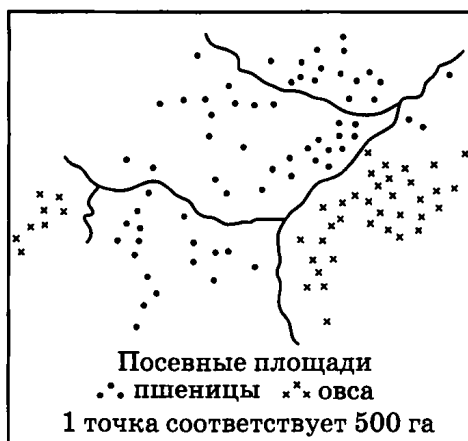 Посевные площади
пшеницы овса
1 точка соответствует 500 га